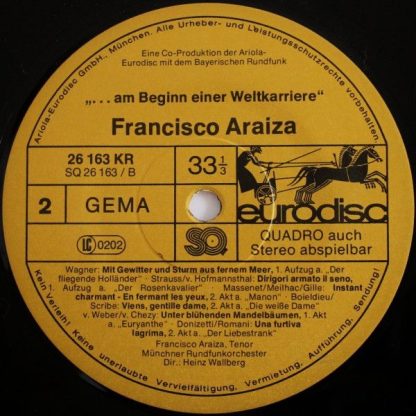 Ariola-Eurodisc GmbH., München. Alle Urheber- und Leistungsschutzrechte vorbehalten
Eine Co-Produktion der Ariola-
Eurodisc mit dem Bayerischen Rundfunk
„... am Beginn einer Weltkarriere“
Francisco Araiza
26 163 KR
SQ 26 163 / B
33 1/3
2
GEMA
eurodisc
LC 0202
SQ
QUADRO auch
Stereo abspielbar
Wagner: Mit Gewitter und Sturm aus fernem Meer, 1. Aufzug a. „Der
fliegende Holländer“ · Strauss/v. Hofmannsthal: Dirigori armato il seno,
1. Aufzug a. „Der Rosenkavalier“ Massenet/Meilhac/Gille: Instant
charmant - En fermant les yeux, 2. Akt a. „Manon“ · Boieldieu/
Scribe: Viens, gentille dame, 2. Akt a. „Die weiße Dame“
v. Weber/v. Chezy: Unter blühenden Mandelbäumen, 1. Akt
a. „Euryanthe“ · Donizetti/Romani: Una furtiva
lagrima, 2. Akt a. „Der Liebestrank“
Francisco Araiza, Tenor
Münchner Rundfunkorchester
Dir.: Heinz Wallberg
Kein Verleih! Keine unerlaubte Vervielfältigung, Vermietung, Aufführung, Sendung!